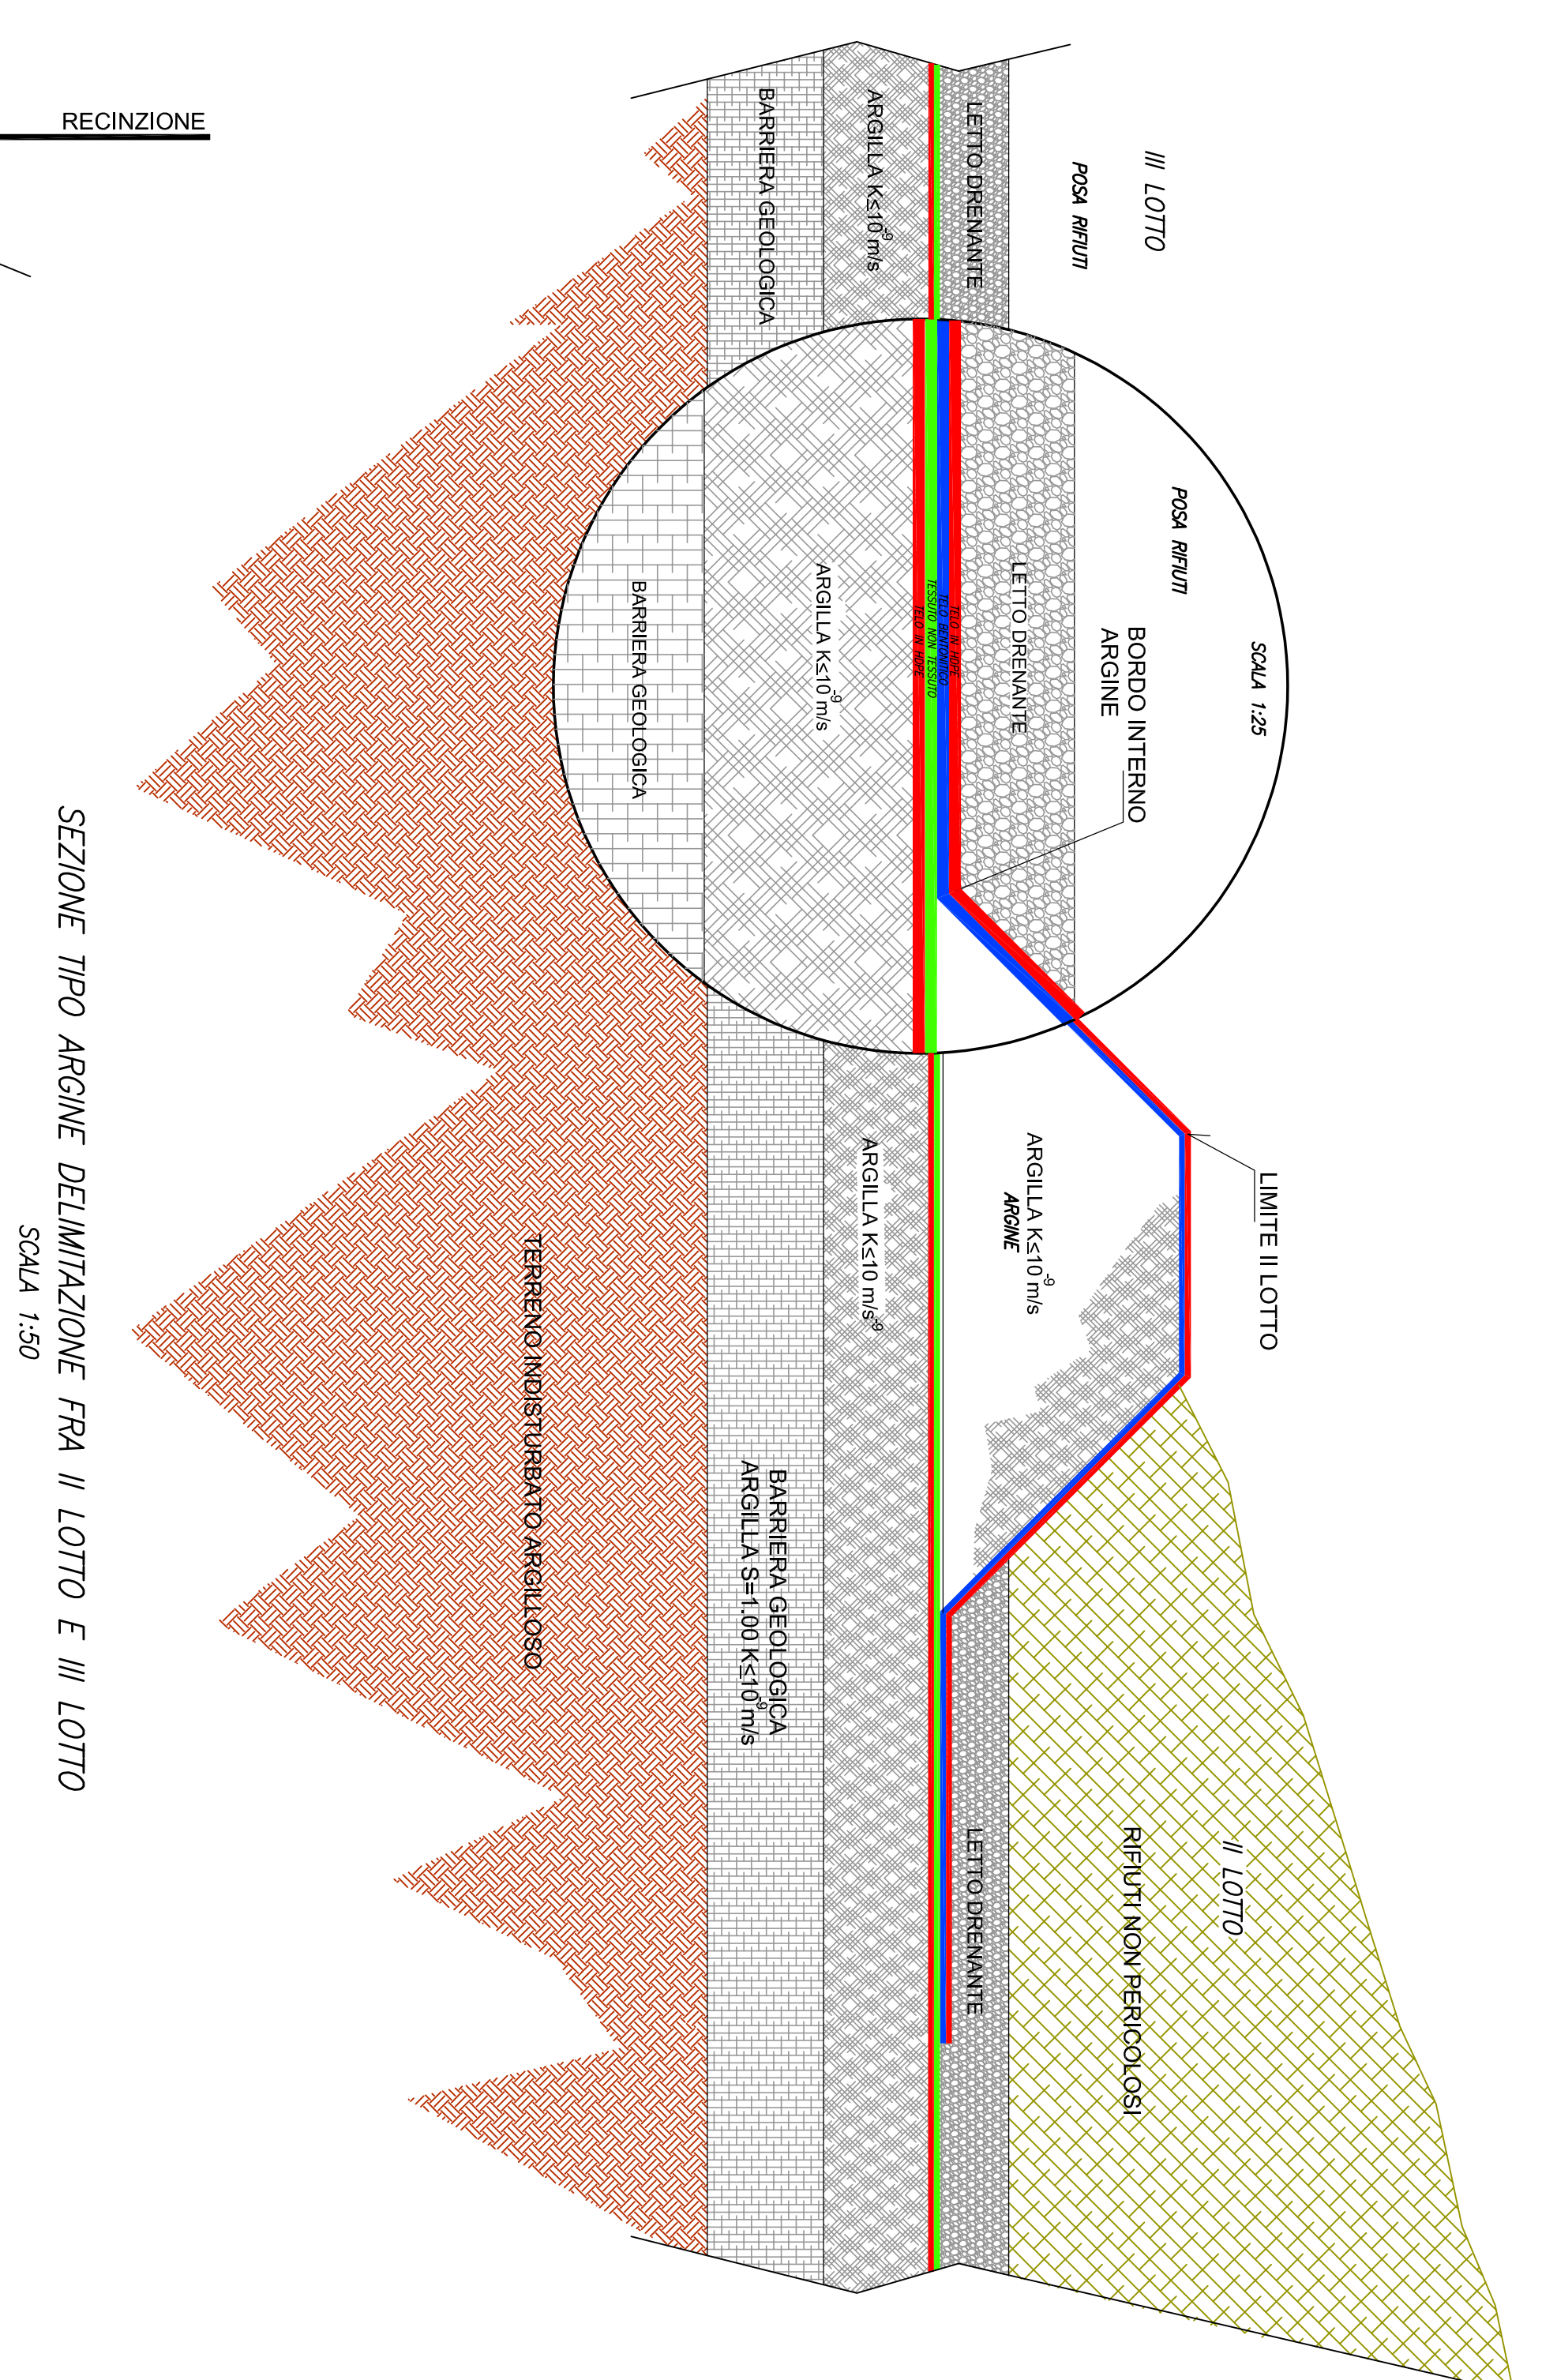 RECINZIONE
III LOTTO
POSA RIFIUTI
LETTO DRENANTE
ARGILLA K≤10⁻⁹ m/s
BARRIERA GEOLOGICA
SCALA 1:25
POSA RIFIUTI
BORDO INTERNO
ARGINE
LETTO DRENANTE
TELO IN HDPE
TELO BENTONITICO
TESSUTO NON TESSUTO
TELO IN HDPE
ARGILLA K≤10⁻⁹ m/s
BARRIERA GEOLOGICA
LIMITE II LOTTO
ARGILLA K≤10⁻⁹ m/s
ARGINE
ARGILLA K≤10 m/s⁻⁹
II LOTTO
RIFIUTI NON PERICOLOSI
LETTO DRENANTE
BARRIERA GEOLOGICA
ARGILLA S=1.00 K≤10⁻⁹ m/s
TERRENO INDISTURBATO ARGILLOSO
SEZIONE TIPO ARGINE DELIMITAZIONE FRA II LOTTO E III LOTTO
SCALA 1:50